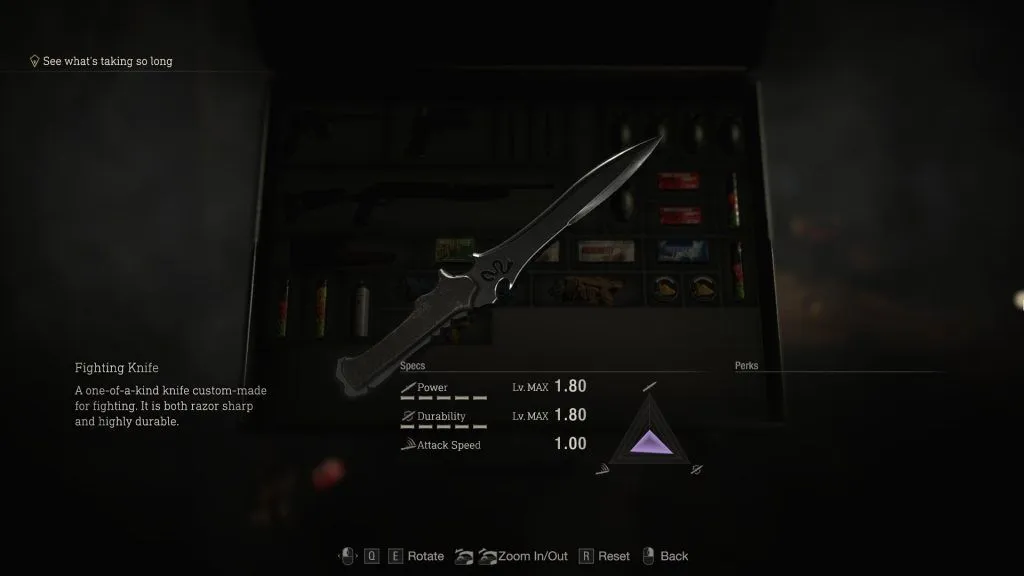 See what's taking so long
Fighting Knife
A one-of-a-kind knife custom-made
for fighting. It is both razor sharp
and highly durable.
Specs
Power Lv. MAX 1.80
Durability Lv. MAX 1.80
Attack Speed 1.00
Perks
Q E Rotate Zoom In/Out R Reset Back